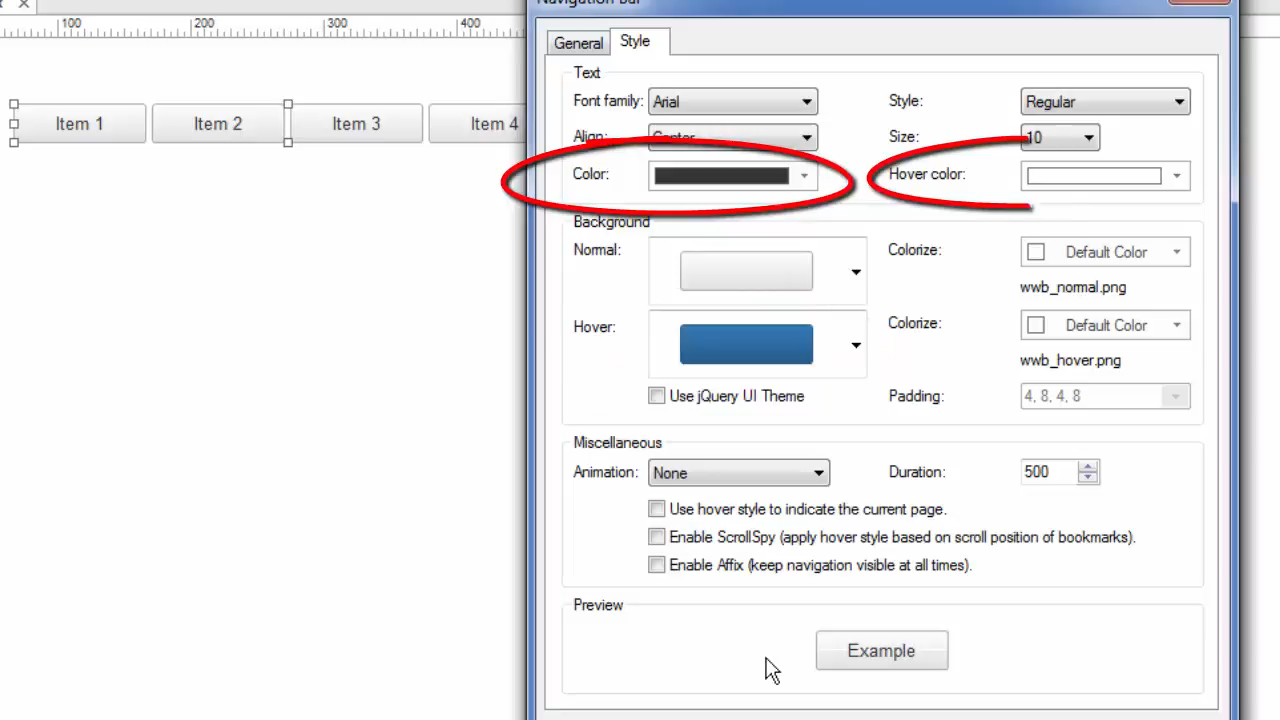 100 200 300 400
Item 1 Item 2 Item 3 Item 4
Navigation bar
General Style
Text
Font family: Arial Style: Regular
Align: Center Size: 10
Color: Hover color:
Background
Normal: Colorize: Default Color
wwb_normal.png
Hover: Colorize: Default Color
wwb_hover.png
Use jQuery UI Theme Padding: 4, 8, 4, 8
Miscellaneous
Animation: None Duration: 500
Use hover style to indicate the current page.
Enable ScrollSpy (apply hover style based on scroll position of bookmarks).
Enable Affix (keep navigation visible at all times).
Preview
Example